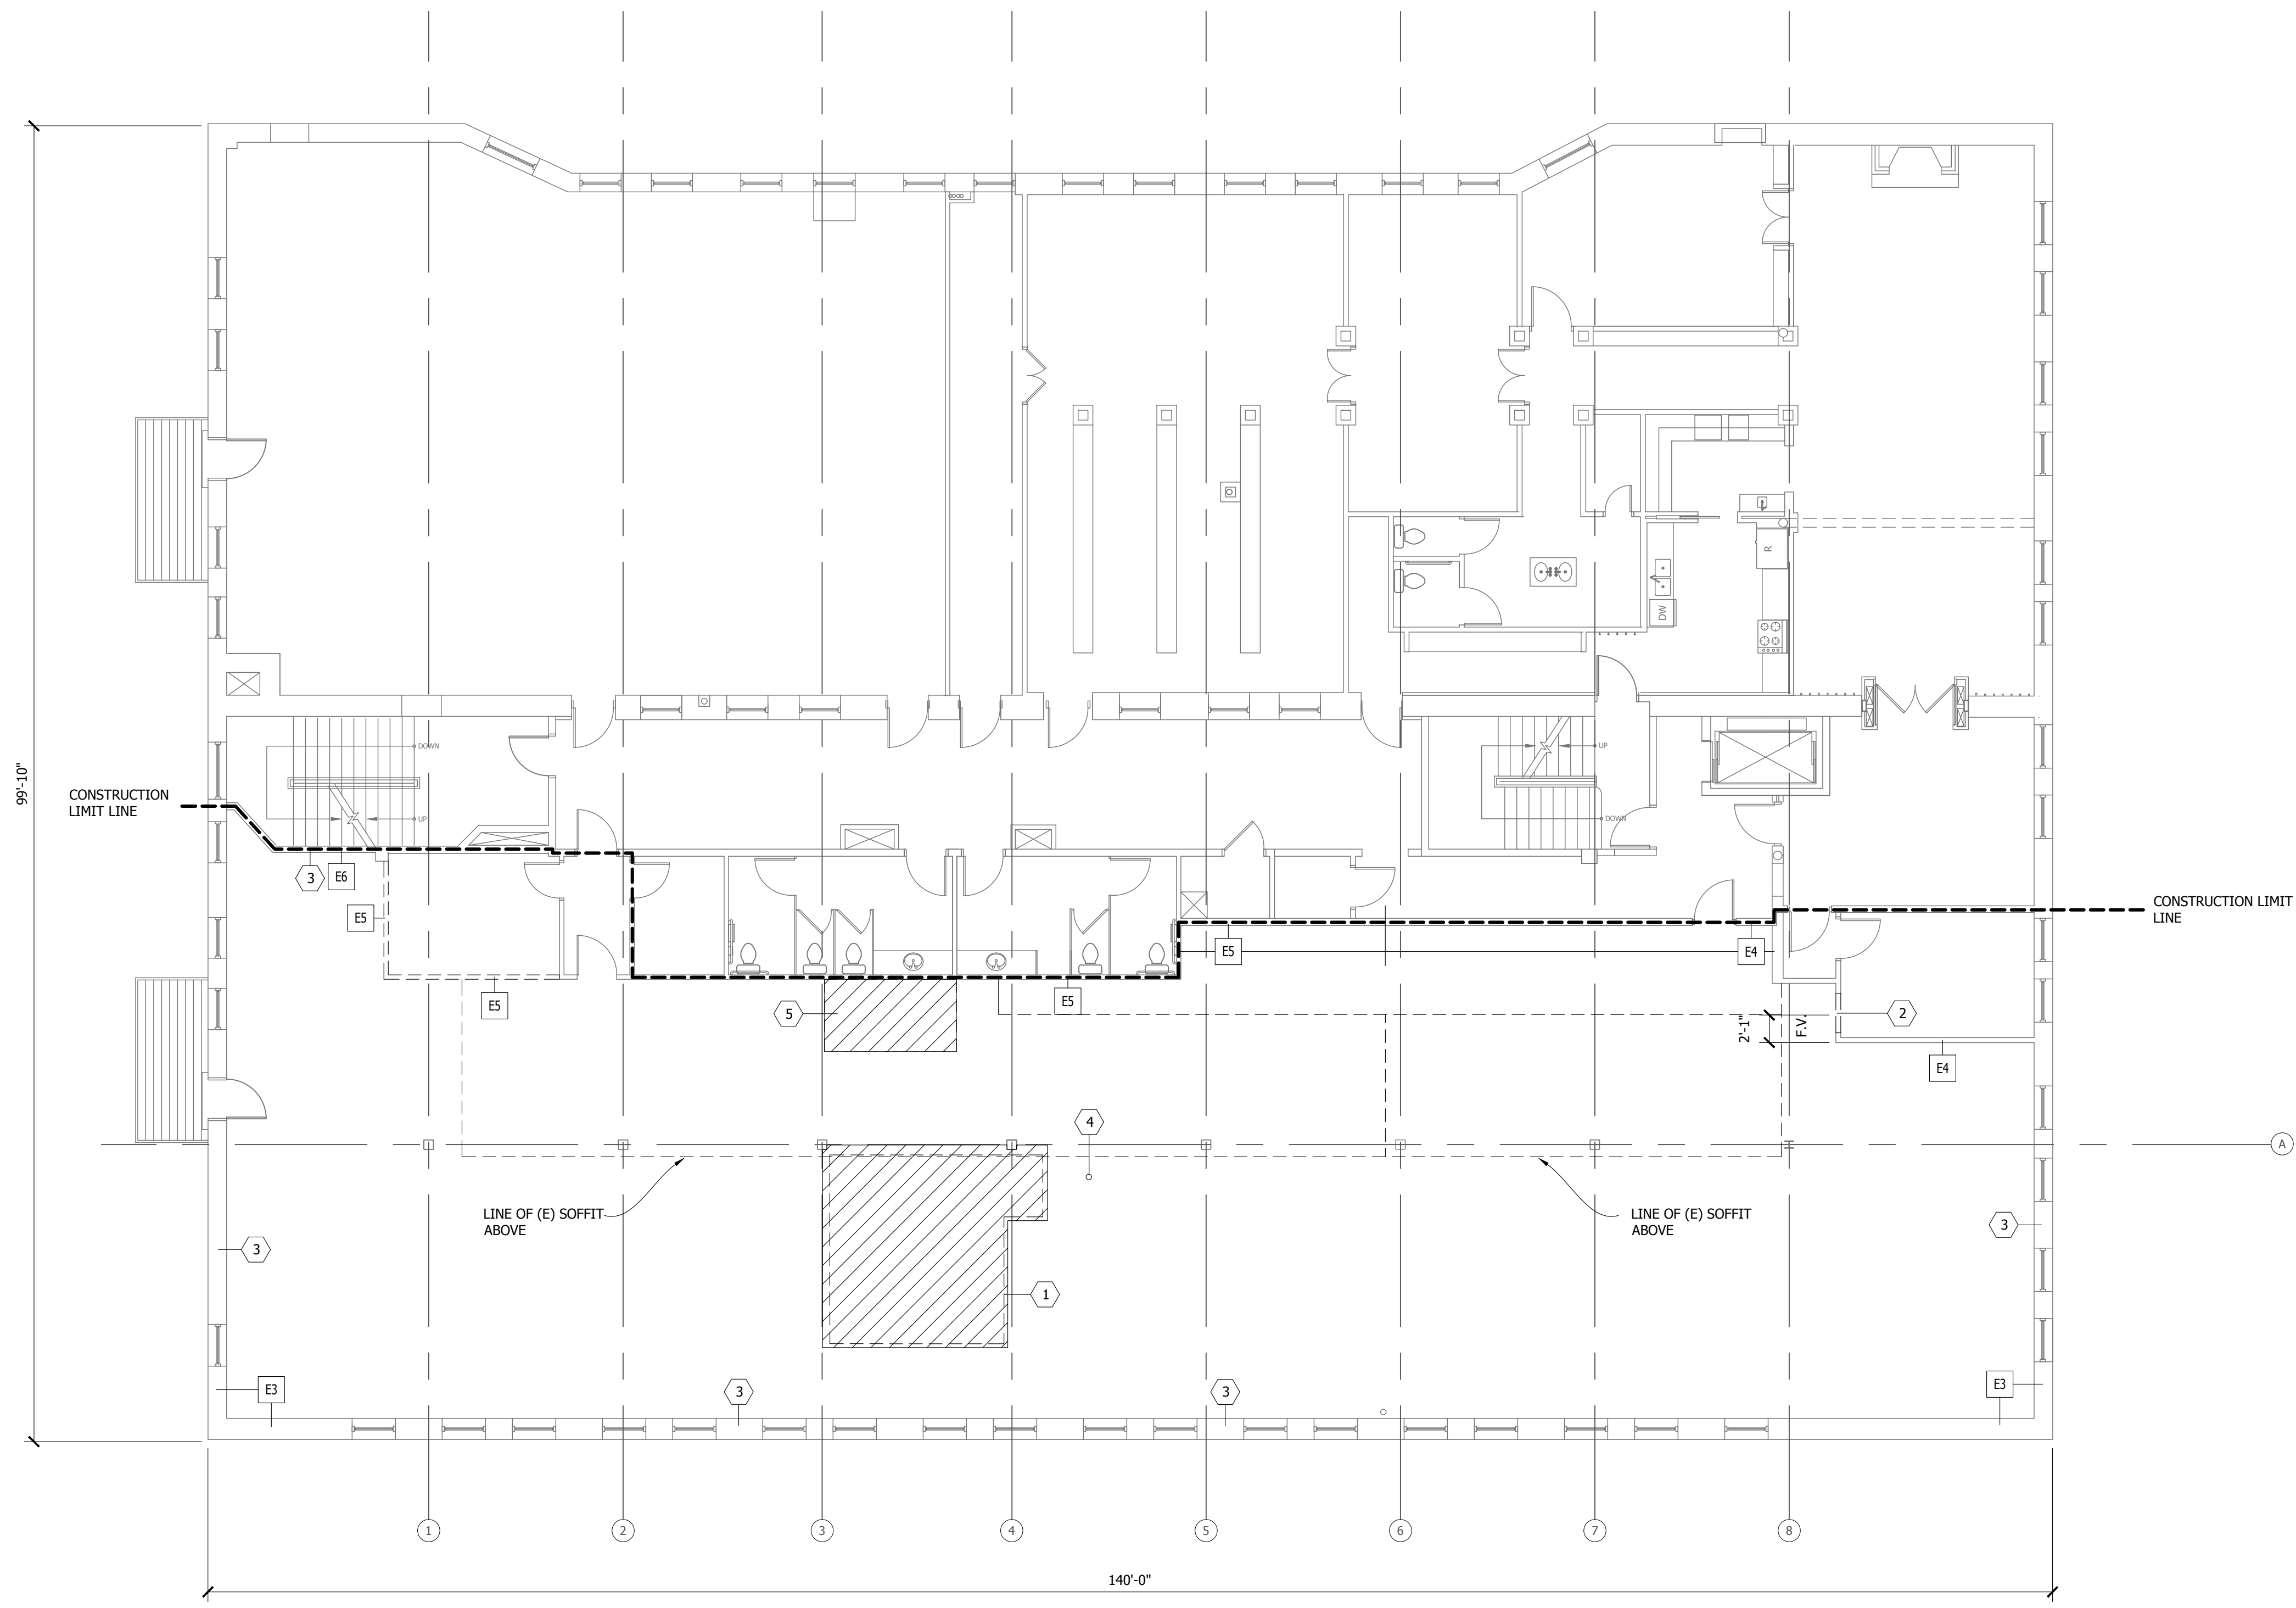 R
DW
DOWN
UP
UP
DOWN
99'-10"
CONSTRUCTION
LIMIT LINE
3
E6
E5
E5
CONSTRUCTION LIMIT
LINE
E5
E4
E5
5
2'-1"
F.V.
2
E4
4
A
LINE OF (E) SOFFIT
ABOVE
LINE OF (E) SOFFIT
ABOVE
3
3
1
E3
3
3
E3
1
2
3
4
5
6
7
8
140'-0"